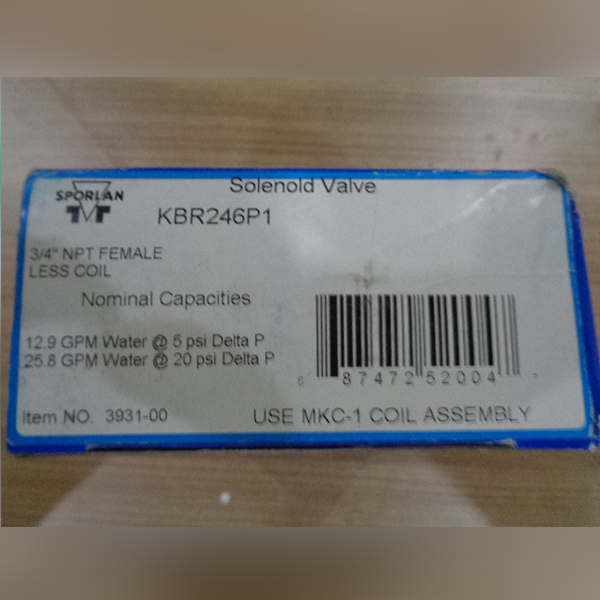 Solenoid Valve
SPORLAN
KBR246P1
3/4" NPT FEMALE
LESS COIL
Nominal Capacities
12.9 GPM Water @ 5 psi Delta P
25.8 GPM Water @ 20 psi Delta P
8 87472 52004 7
Item NO. 3931-00
USE MKC-1 COIL ASSEMBLY